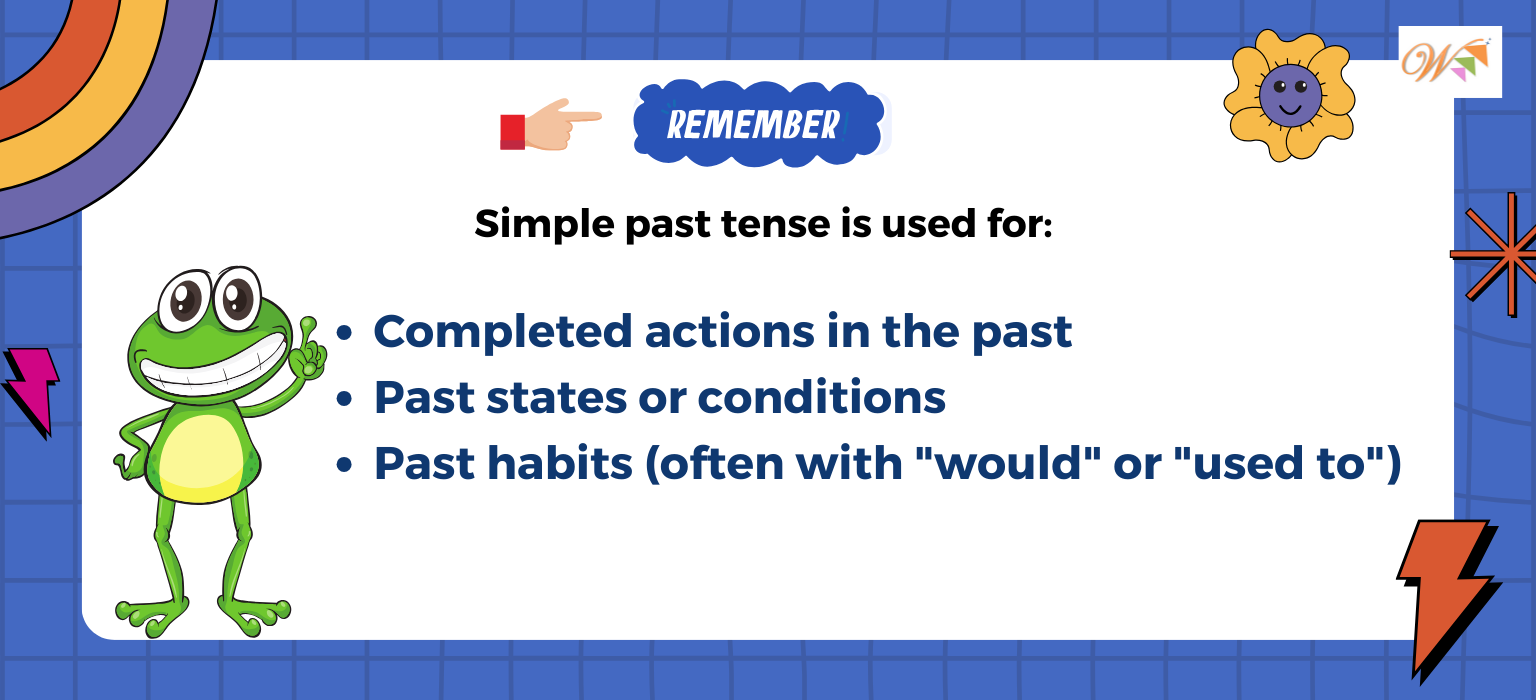 REMEMBER!
Simple past tense is used for:
• Completed actions in the past
• Past states or conditions
• Past habits (often with "would" or "used to")
W